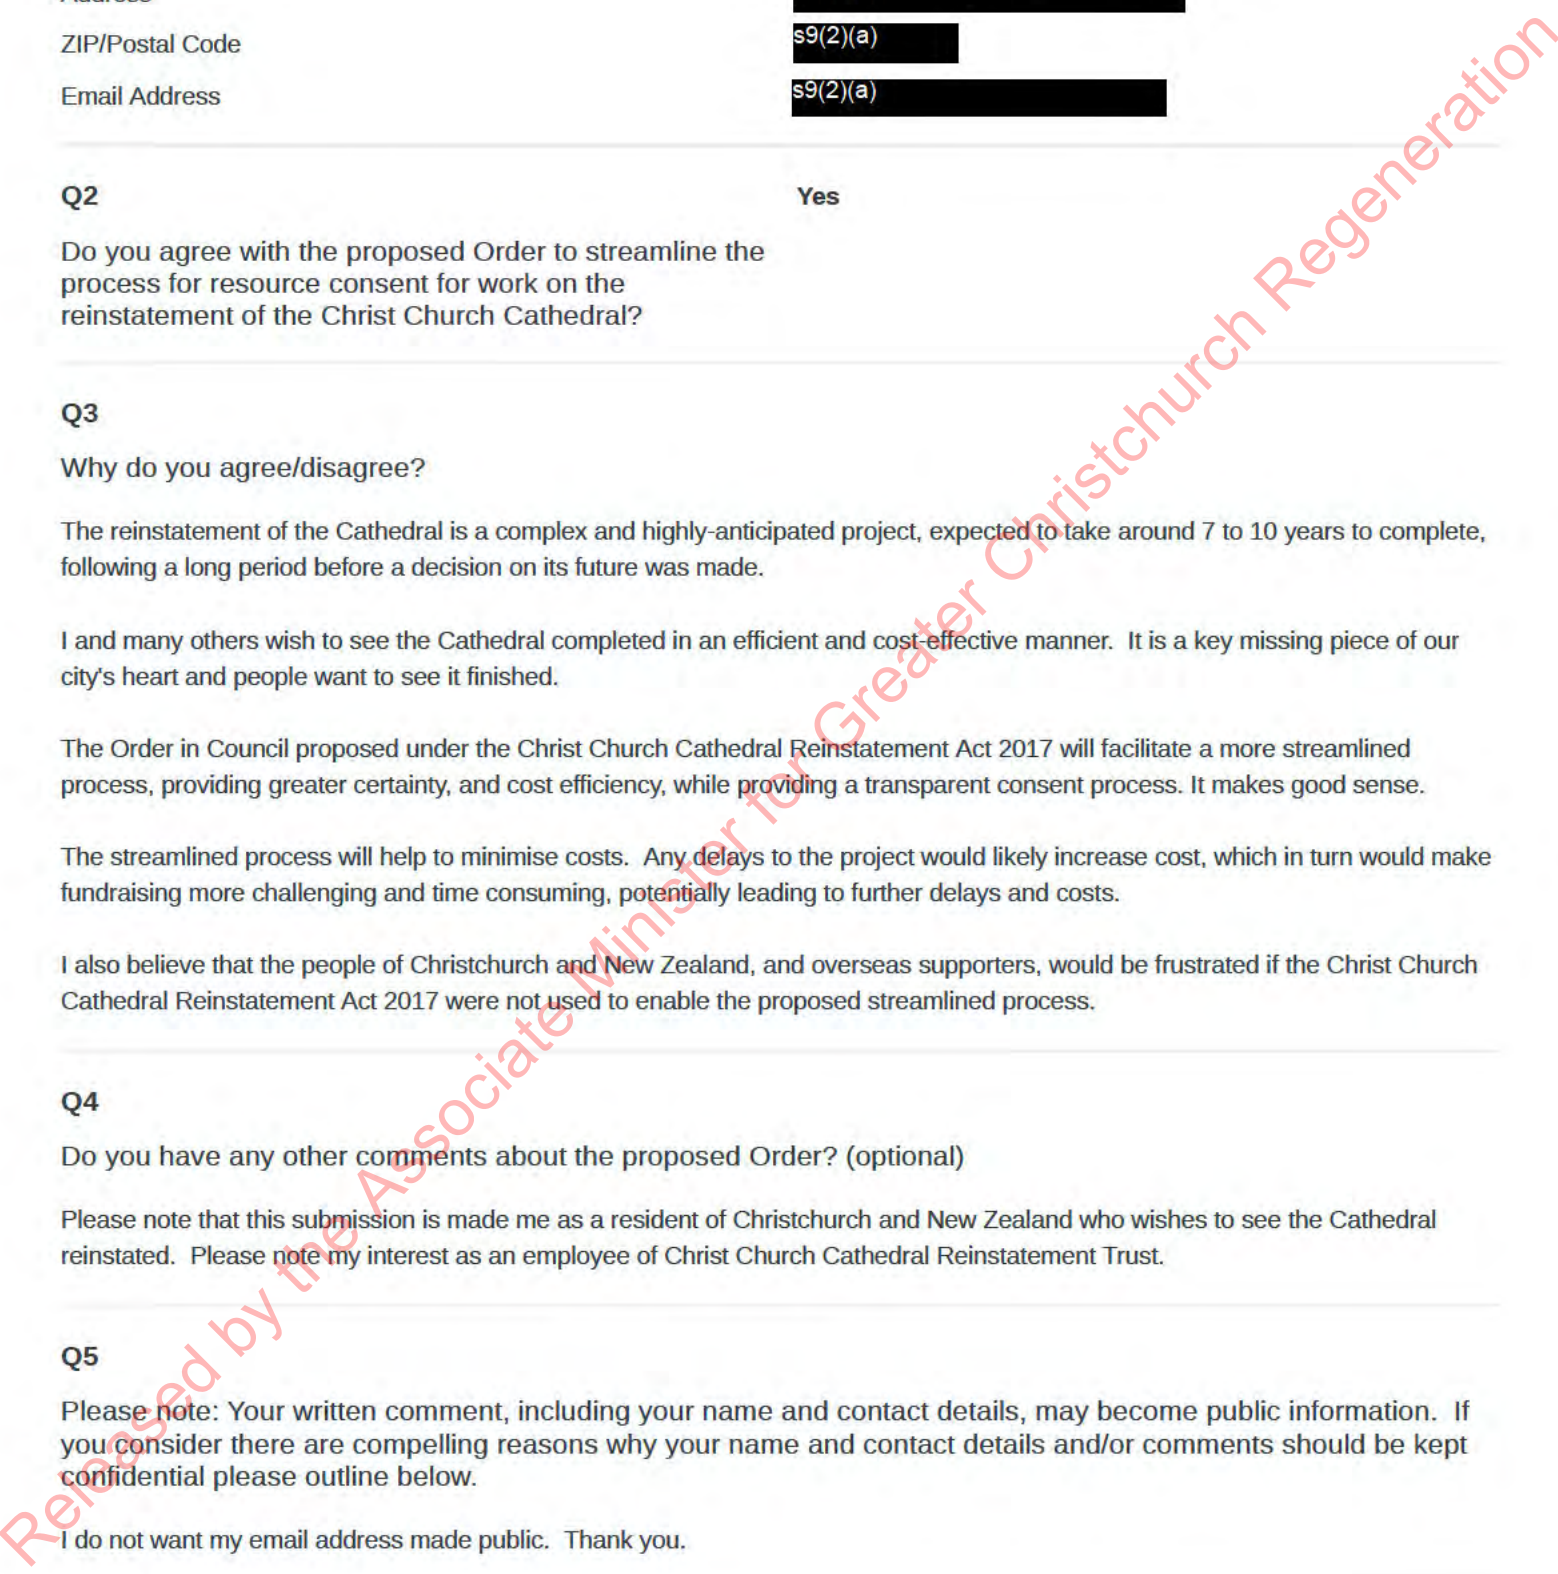 ZIP/Postal Code s9(2)(a)
Email Address s9(2)(a)
Q2 Yes
Do you agree with the proposed Order to streamline the
process for resource consent for work on the
reinstatement of the Christ Church Cathedral?
Q3
Why do you agree/disagree?
The reinstatement of the Cathedral is a complex and highly-anticipated project, expected to take around 7 to 10 years to complete,
following a long period before a decision on its future was made.
I and many others wish to see the Cathedral completed in an efficient and cost-effective manner.  It is a key missing piece of our
city's heart and people want to see it finished.
The Order in Council proposed under the Christ Church Cathedral Reinstatement Act 2017 will facilitate a more streamlined
process, providing greater certainty, and cost efficiency, while providing a transparent consent process. It makes good sense.
The streamlined process will help to minimise costs.  Any delays to the project would likely increase cost, which in turn would make
fundraising more challenging and time consuming, potentially leading to further delays and costs.
I also believe that the people of Christchurch and New Zealand, and overseas supporters, would be frustrated if the Christ Church
Cathedral Reinstatement Act 2017 were not used to enable the proposed streamlined process.
Q4
Do you have any other comments about the proposed Order? (optional)
Please note that this submission is made me as a resident of Christchurch and New Zealand who wishes to see the Cathedral
reinstated.  Please note my interest as an employee of Christ Church Cathedral Reinstatement Trust.
Q5
Please note: Your written comment, including your name and contact details, may become public information.  If
you consider there are compelling reasons why your name and contact details and/or comments should be kept
confidential please outline below.
I do not want my email address made public.  Thank you.
Released by the Associate Minister for Greater Christchurch Regeneration